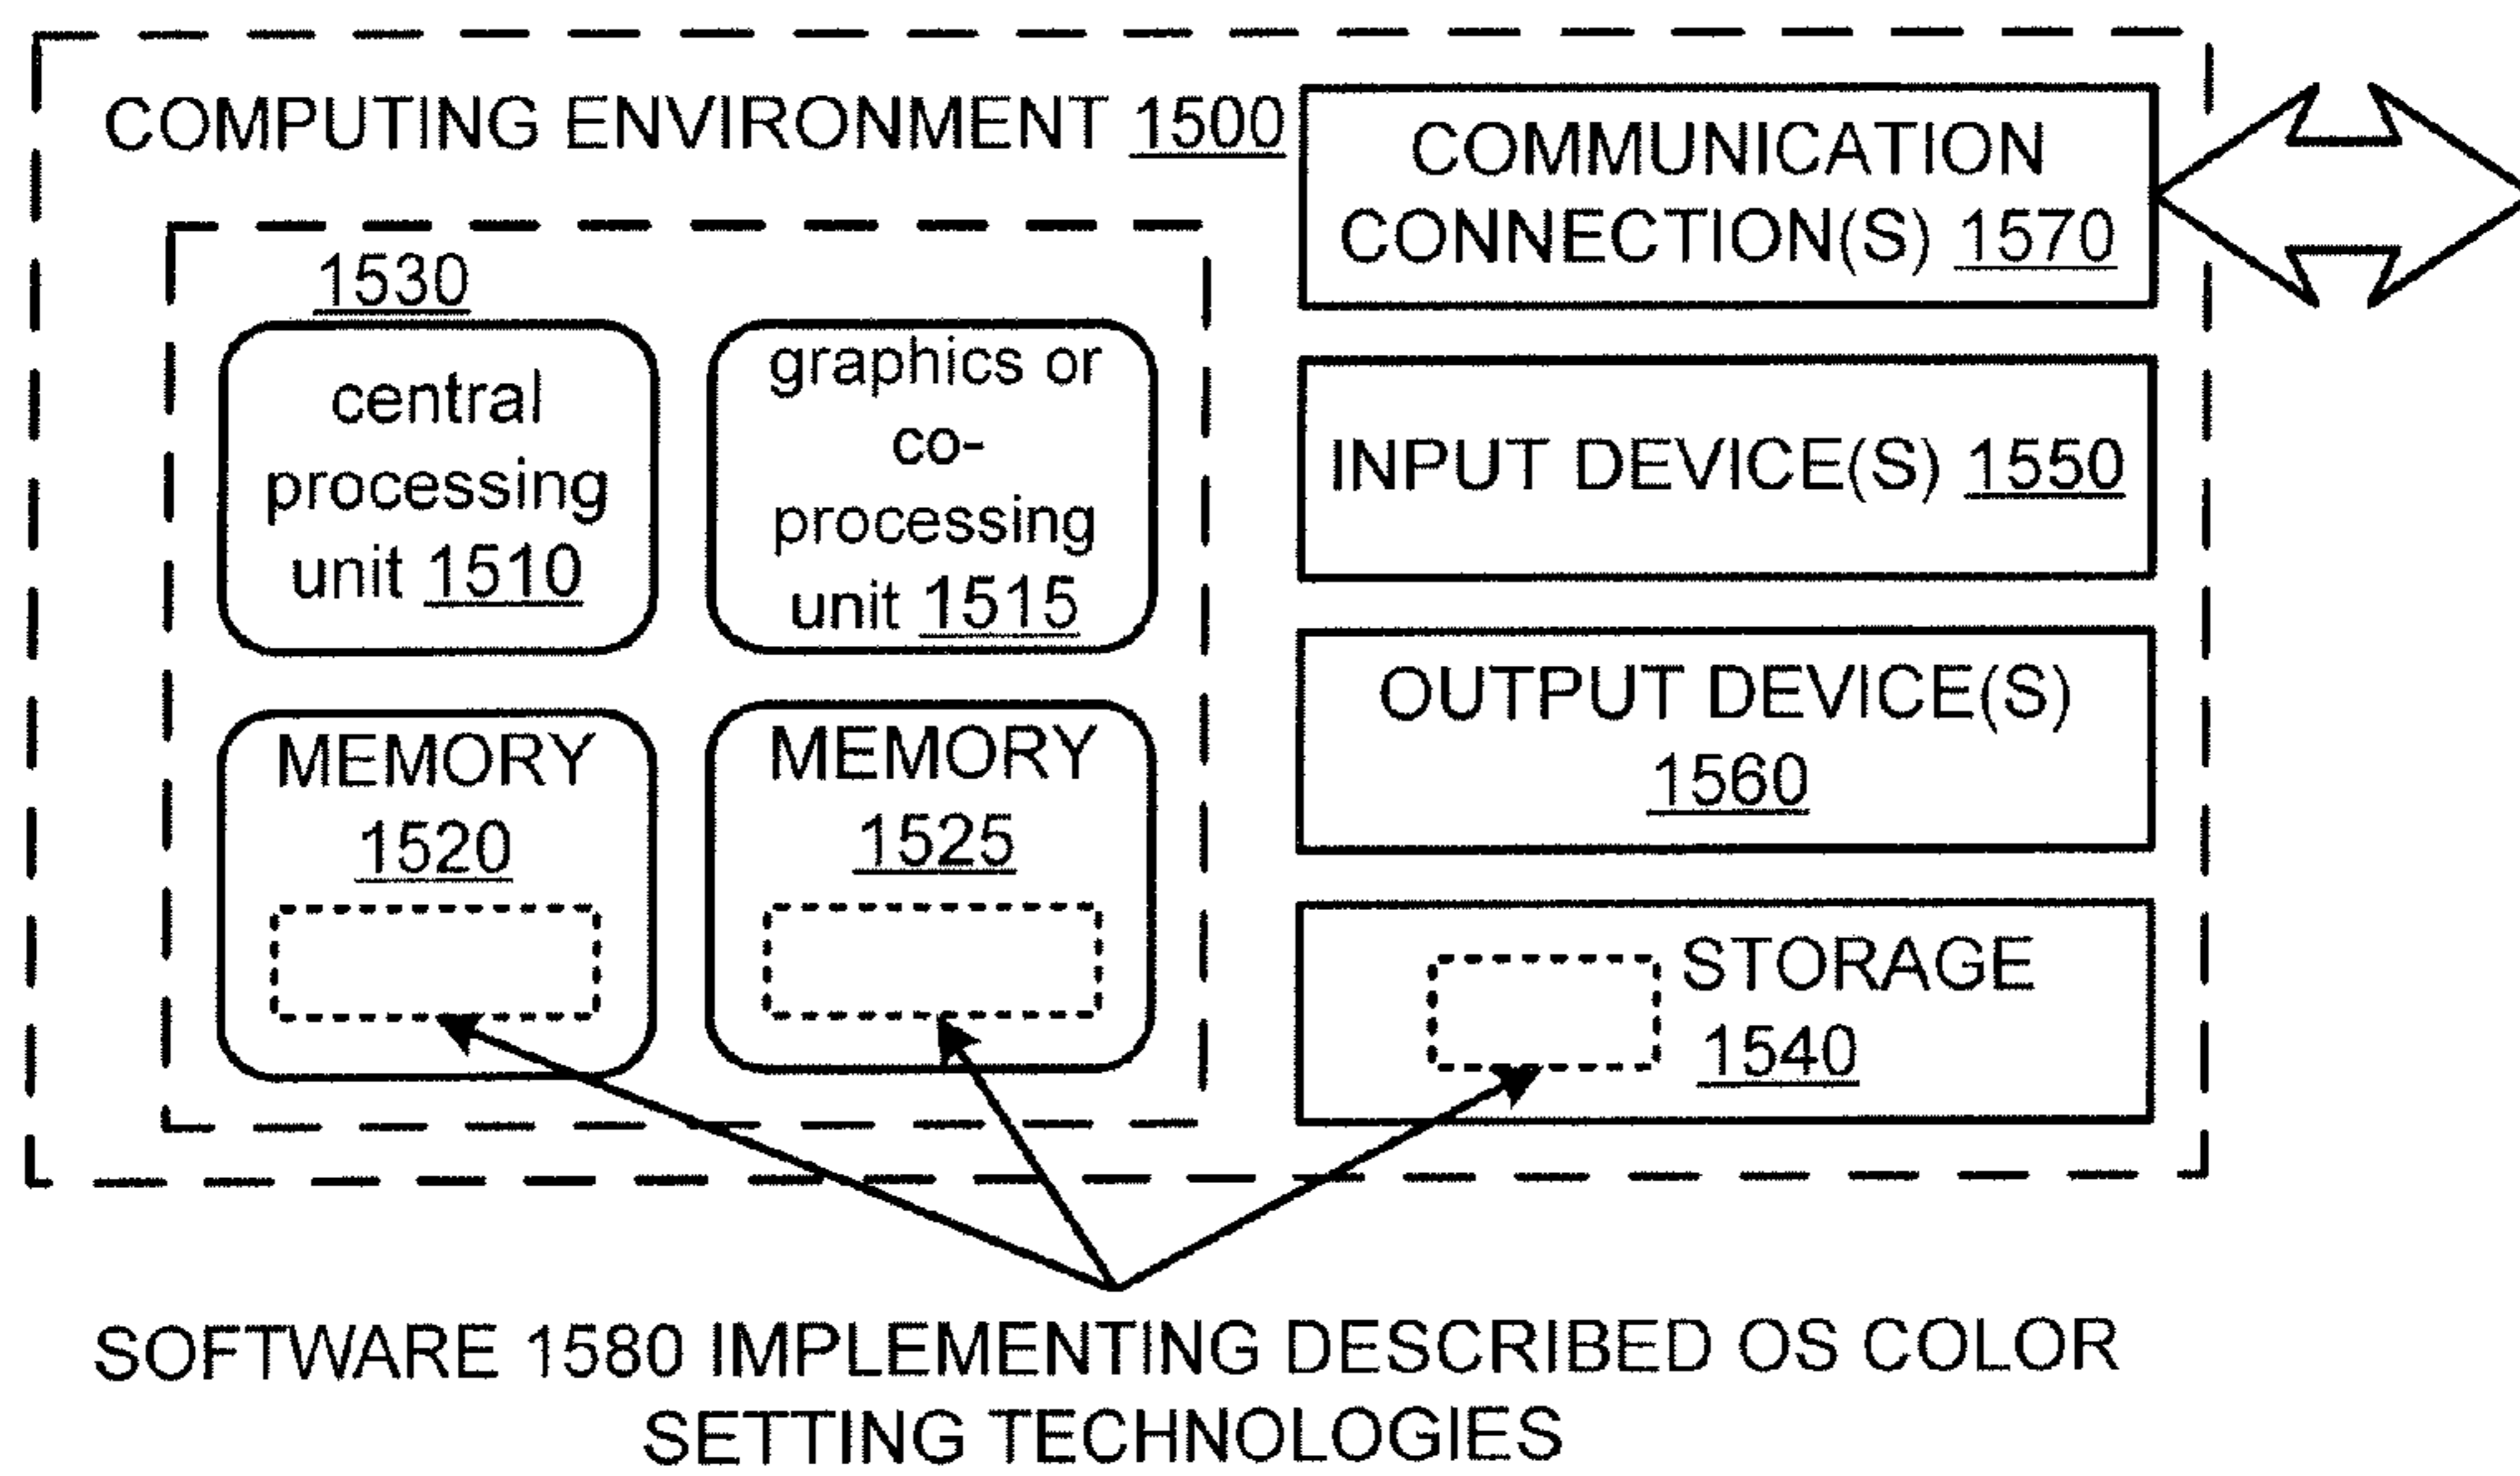 COMPUTING ENVIRONMENT 1500
1530
central
processing
unit 1510
graphics or
co-
processing
unit 1515
MEMORY
1520
MEMORY
1525
COMMUNICATION
CONNECTION(S) 1570
INPUT DEVICE(S) 1550
OUTPUT DEVICE(S)
1560
STORAGE
1540
SOFTWARE 1580 IMPLEMENTING DESCRIBED OS COLOR
SETTING TECHNOLOGIES